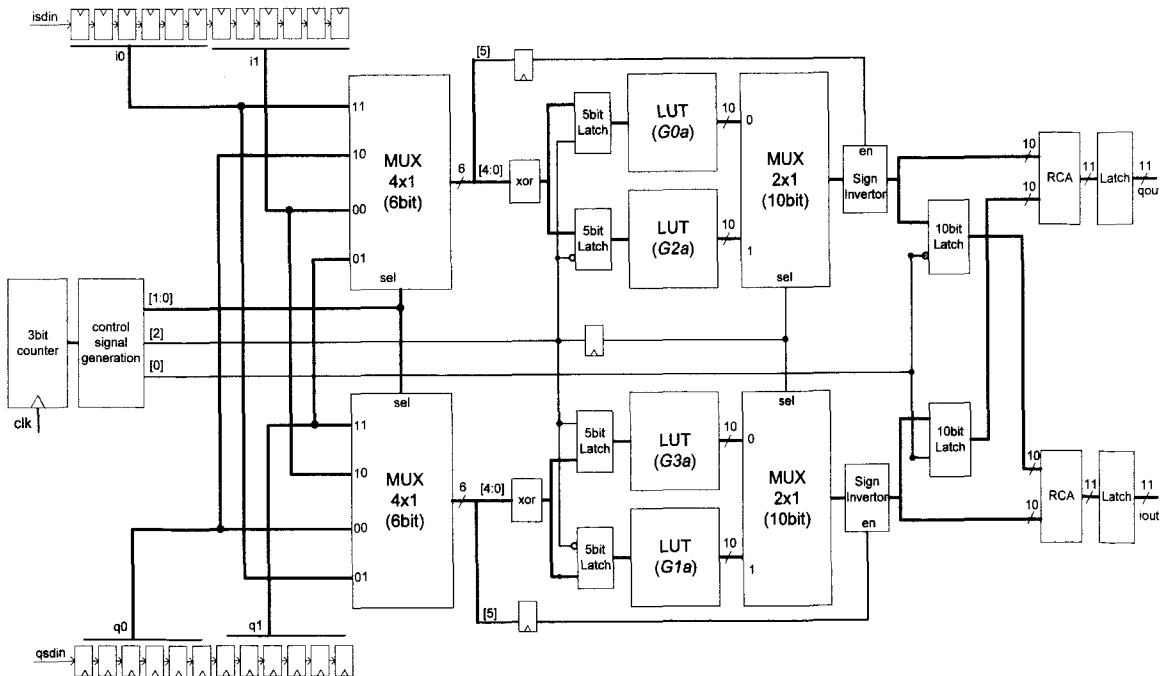 isdin
i0
i1
[5]
11
10
00
01
MUX
4x1
(6bit)
sel
6
[4:0]
xor
5bit
Latch
5bit
Latch
LUT
(G0a)
LUT
(G2a)
10
10
0
1
MUX
2x1
(10bit)
sel
en
Sign
Invertor
10bit
Latch
10
10
RCA
11
Latch
11
qout
3bit
counter
clk
control
signal
generation
[1:0]
[2]
[0]
sel
11
10
00
01
MUX
4x1
(6bit)
6
[4:0]
xor
[5]
5bit
Latch
5bit
Latch
LUT
(G3a)
LUT
(G1a)
10
10
0
1
sel
MUX
2x1
(10bit)
Sign
Invertor
en
10bit
Latch
10
10
RCA
11
Latch
11
iout
q0
q1
qsdin